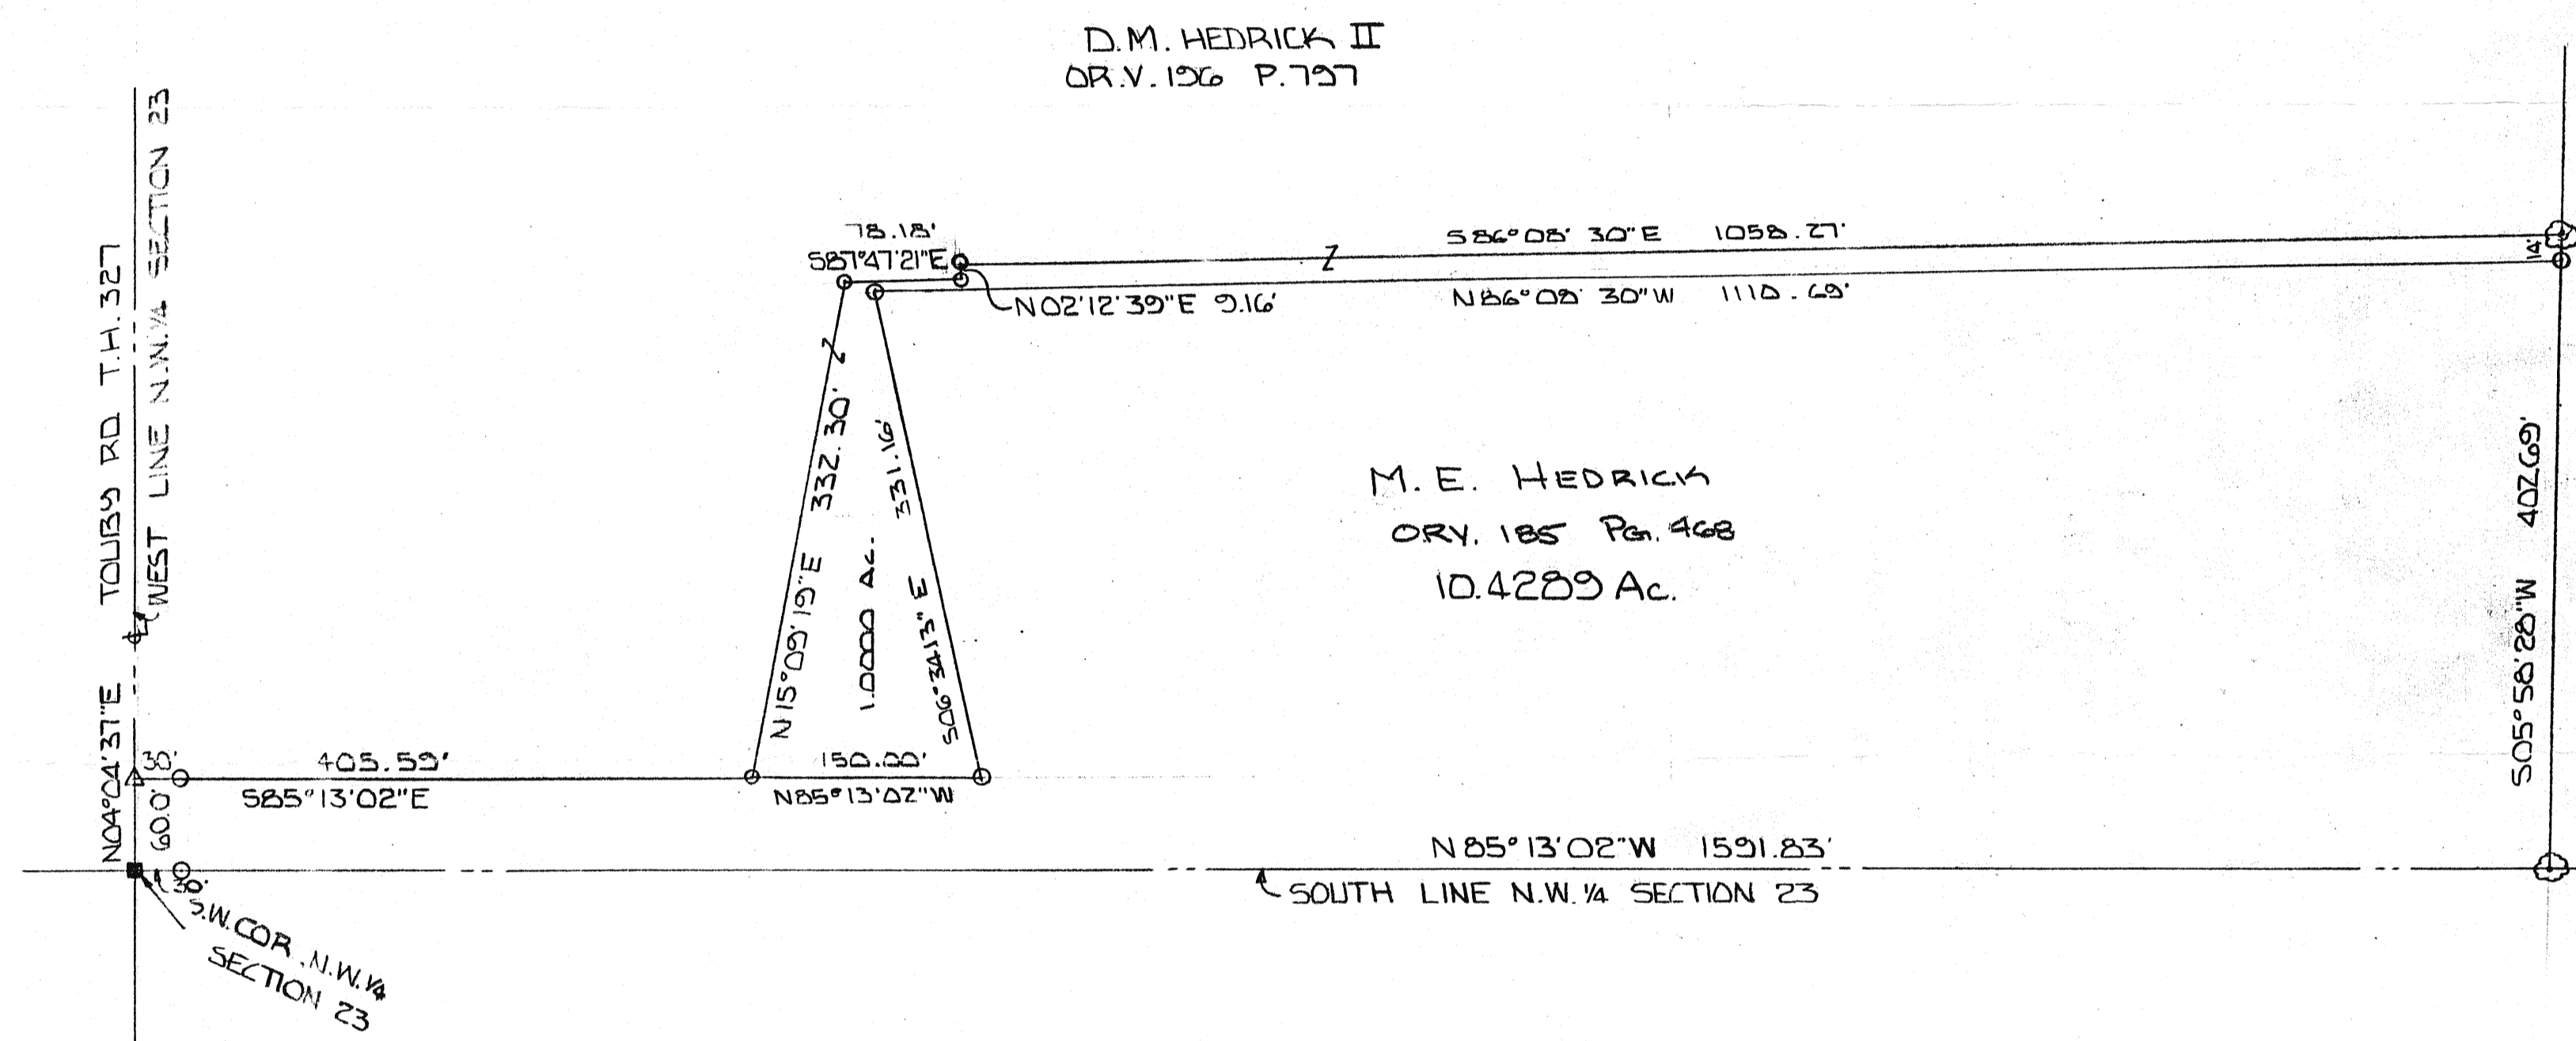 D.M. HEDRICK II
OR.V. 196 P. 797
TOUBY RD T.H. 327
WEST LINE N.W. 1/4 SECTION 23
N04°04'37"E
60.0'
30'
405.59'
S85°13'02"E
30'
S.W. COR. N.W. 1/4
SECTION 23
78.18'
S87°47'21"E
N02°12'39"E 9.16'
S86°08'30"E 1058.27'
N86°08'30"W 1110.69'
14'
N15°09'19"E 332.30'
1.0000 AC.
S06°34'13"E 331.16'
150.00'
N85°13'02"W
M.E. HEDRICK
ORV. 185 PG. 468
10.4289 AC.
S05°58'28"W 402.69'
N85°13'02"W 1591.83'
SOUTH LINE N.W. 1/4 SECTION 23